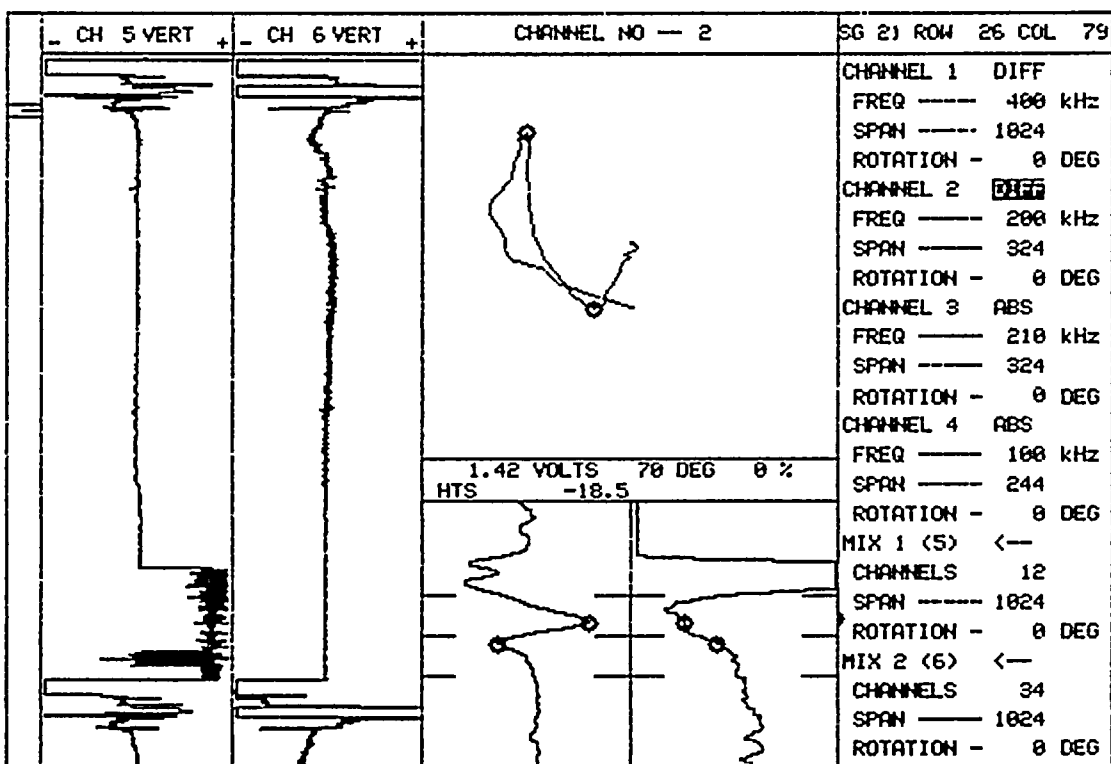 - CH 5 VERT +
- CH 6 VERT +
CHANNEL NO — 2
SG 21 ROW 26 COL 79
CHANNEL 1 DIFF
FREQ ----- 400 kHz
SPAN ----- 1024
ROTATION - 0 DEG
CHANNEL 2 DIFF
FREQ ----- 200 kHz
SPAN ----- 324
ROTATION - 0 DEG
CHANNEL 3 ABS
FREQ ----- 210 kHz
SPAN ----- 324
ROTATION - 0 DEG
CHANNEL 4 ABS
FREQ ----- 100 kHz
SPAN ----- 244
ROTATION - 0 DEG
MIX 1 (5) <--
CHANNELS 12
SPAN ----- 1024
ROTATION - 0 DEG
MIX 2 (6) <--
CHANNELS 34
SPAN ----- 1024
ROTATION - 0 DEG
1.42 VOLTS 70 DEG 0 %
HTS -18.5